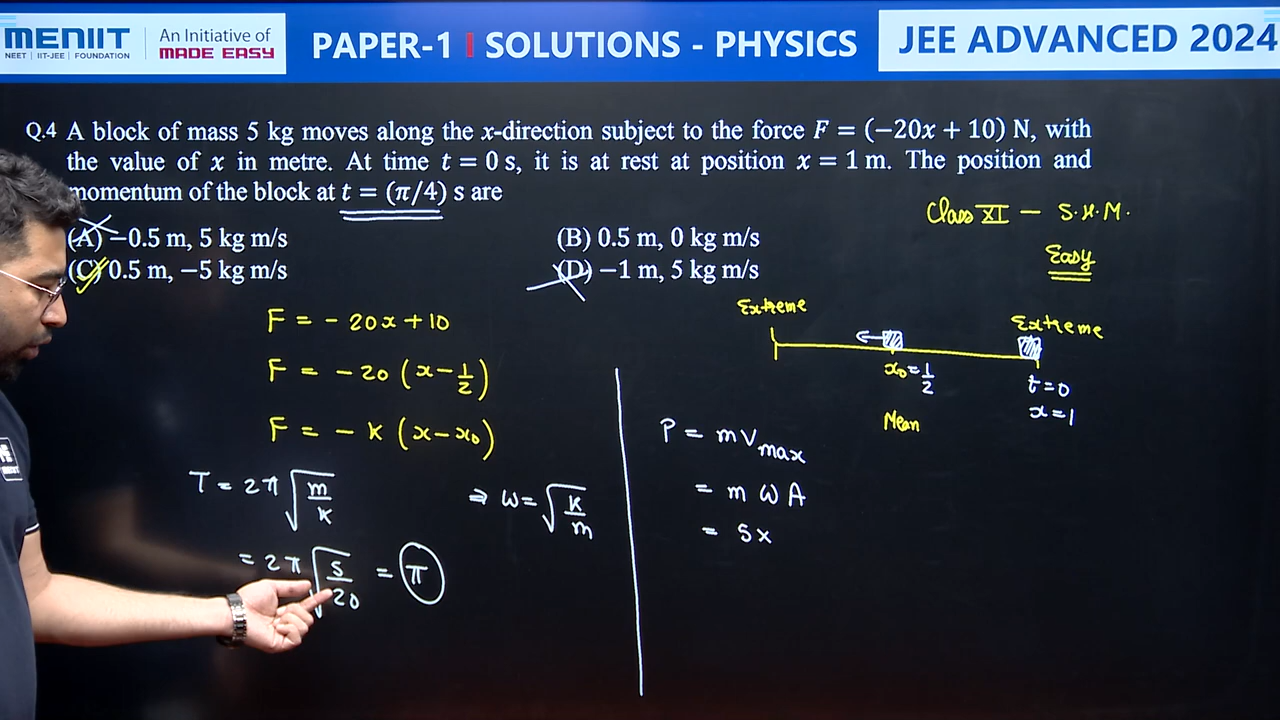 MENIIT
NEET | IIT-JEE | FOUNDATION
An Initiative of
MADE EASY
PAPER-1 | SOLUTIONS - PHYSICS
JEE ADVANCED 2024
Q.4 A block of mass 5 kg moves along the x-direction subject to the force F = (−20x + 10) N, with
the value of x in metre. At time t = 0 s, it is at rest at position x = 1 m. The position and
momentum of the block at t = (π/4) s are
(A) −0.5 m, 5 kg m/s
(B) 0.5 m, 0 kg m/s
(C) 0.5 m, −5 kg m/s
(D) −1 m, 5 kg m/s
Class XI — S.H.M.
Easy
F = - 20x + 10
F = - 20 (x - 1/2)
F = - K (x - x₀)
T = 2π √(m/K)
⇒ ω = √(K/m)
= 2π √(5/20) = π
Extreme
Extreme
x₀ = 1/2
t = 0
x = 1
Mean
P = m V max
= m ω A
= 5x